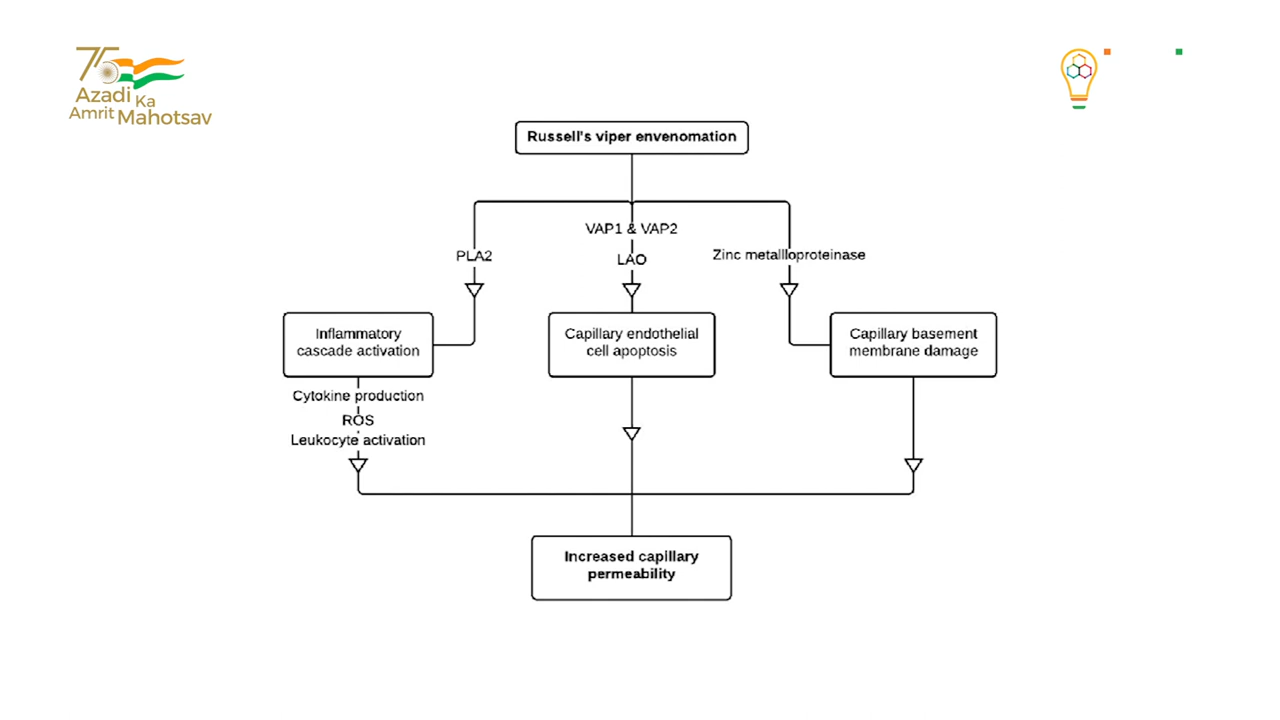 75
Azadi Ka
Amrit Mahotsav
Russell's viper envenomation
VAP1 & VAP2
PLA2
LAO
Zinc metallloproteinase
Inflammatory
cascade activation
Capillary endothelial
cell apoptosis
Capillary basement
membrane damage
Cytokine production
ROS
Leukocyte activation
Increased capillary
permeability